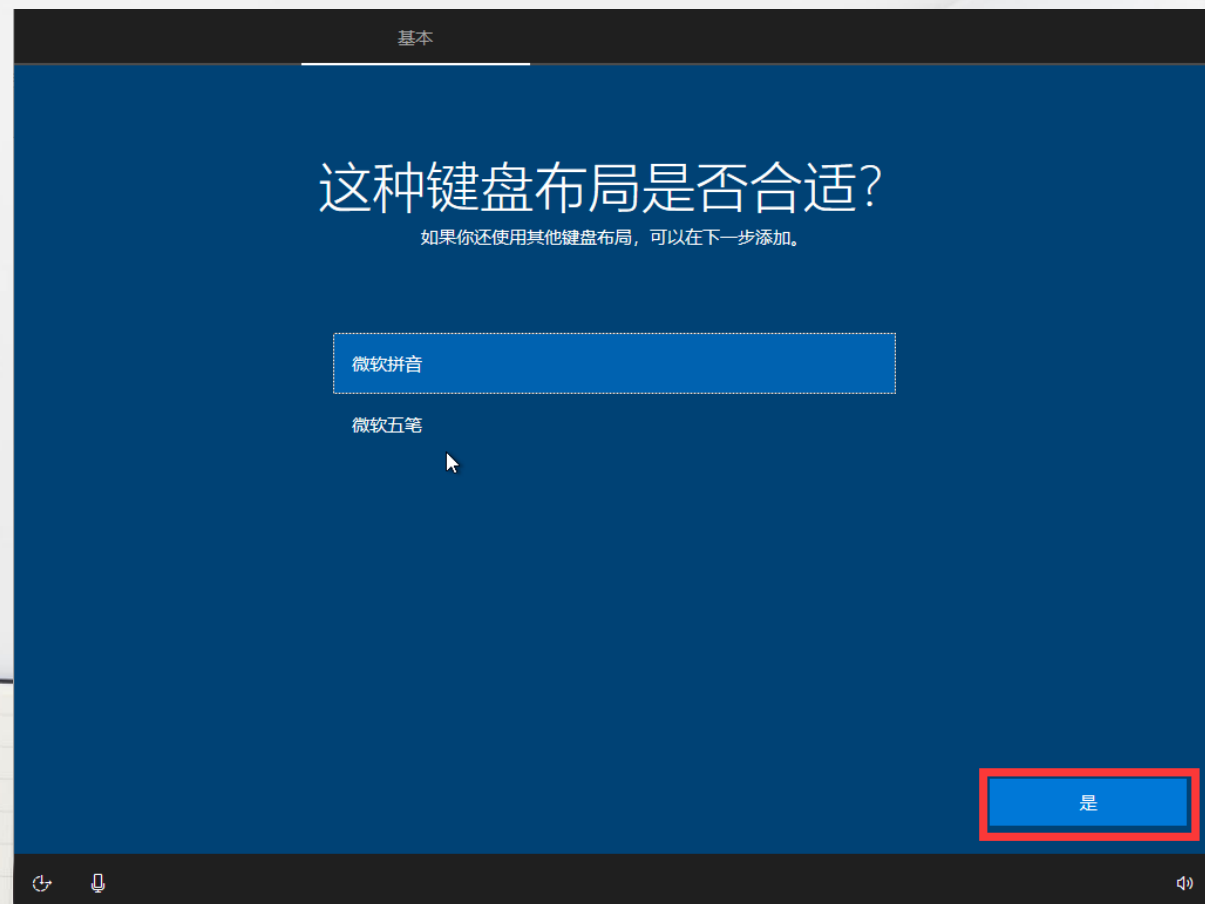 基本
这种键盘布局是否合适?
如果你还使用其他键盘布局，可以在下一步添加。
微软拼音
微软五笔
是